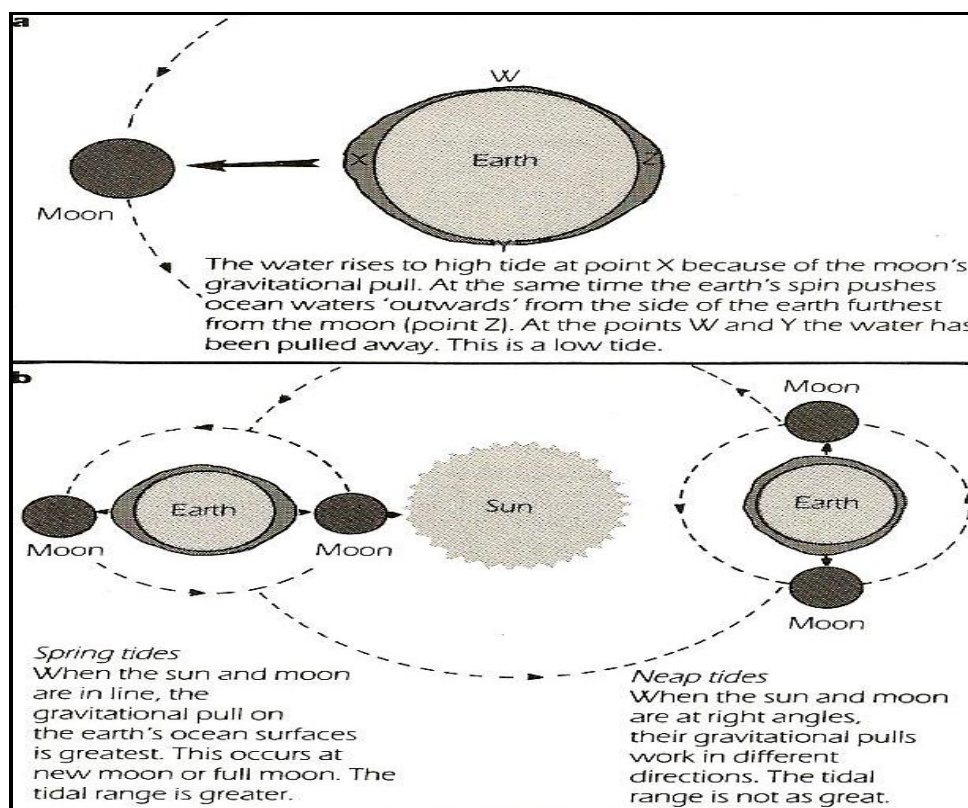 a
W
X
Earth
Z
Moon
Y
The water rises to high tide at point X because of the moon's
gravitational pull. At the same time the earth's spin pushes
ocean waters 'outwards' from the side of the earth furthest
from the moon (point Z). At the points W and Y the water has
been pulled away. This is a low tide.
b
Moon
Earth
Moon
Moon
Sun
Moon
Earth
Moon
Spring tides
When the sun and moon
are in line, the
gravitational pull on
the earth's ocean surfaces
is greatest. This occurs at
new moon or full moon. The
tidal range is greater.
Neap tides
When the sun and moon
are at right angles,
their gravitational pulls
work in different
directions. The tidal
range is not as great.